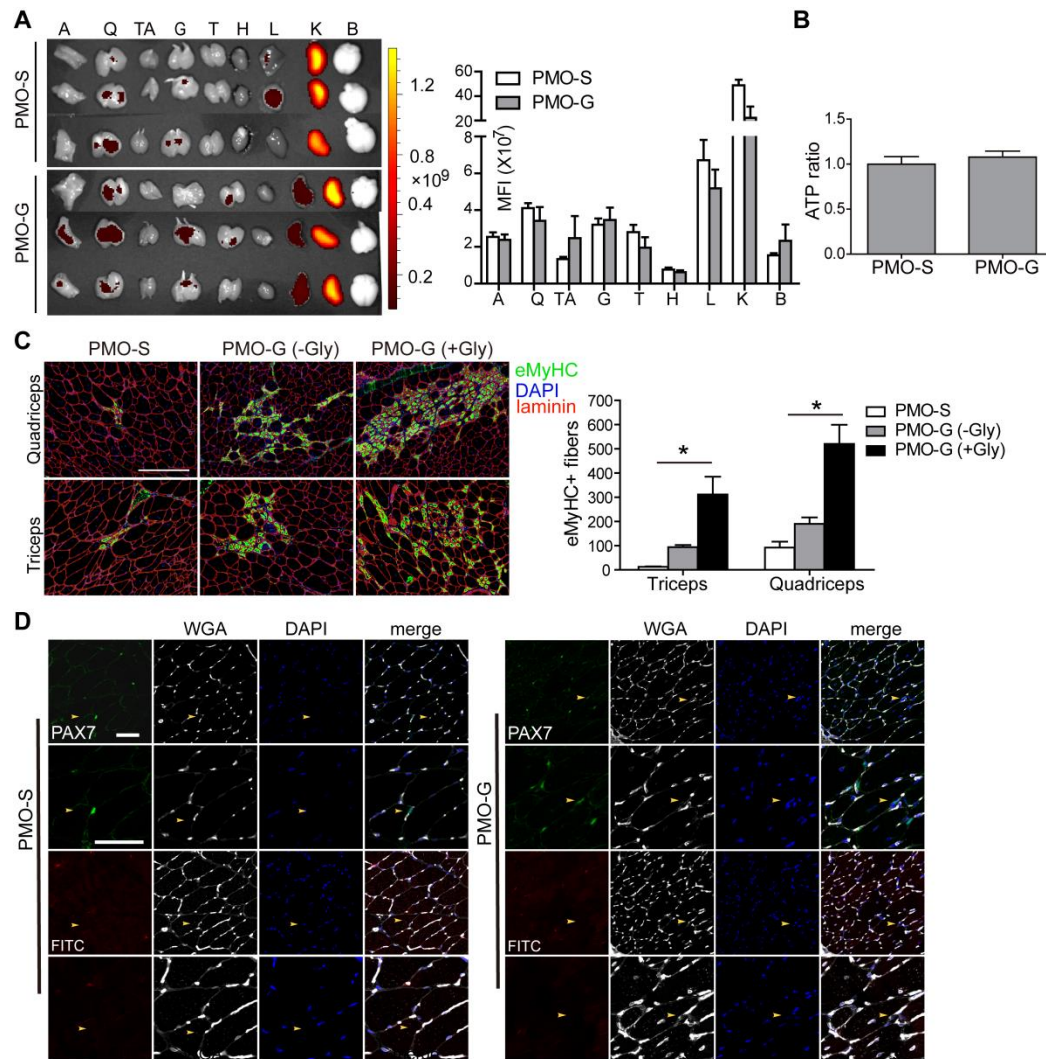 A
A Q TA G T H L K B
PMO-S
PMO-G
1.2
0.8
×10⁹
0.4
0.2
MFI (X10⁷)
60
40
20
8
6
4
2
0
PMO-S
PMO-G
A Q TA G T H L K B
B
ATP ratio
1.5
1.0
0.5
0.0
PMO-S PMO-G
C
PMO-S PMO-G (-Gly) PMO-G (+Gly)
Quadriceps
Triceps
eMyHC
DAPI
laminin
eMyHC+ fibers
700
600
500
400
300
200
100
0
* *
PMO-S
PMO-G (-Gly)
PMO-G (+Gly)
Triceps Quadriceps
D
WGA DAPI merge
PMO-S
PAX7
FITC
WGA DAPI merge
PMO-G
PAX7
FITC